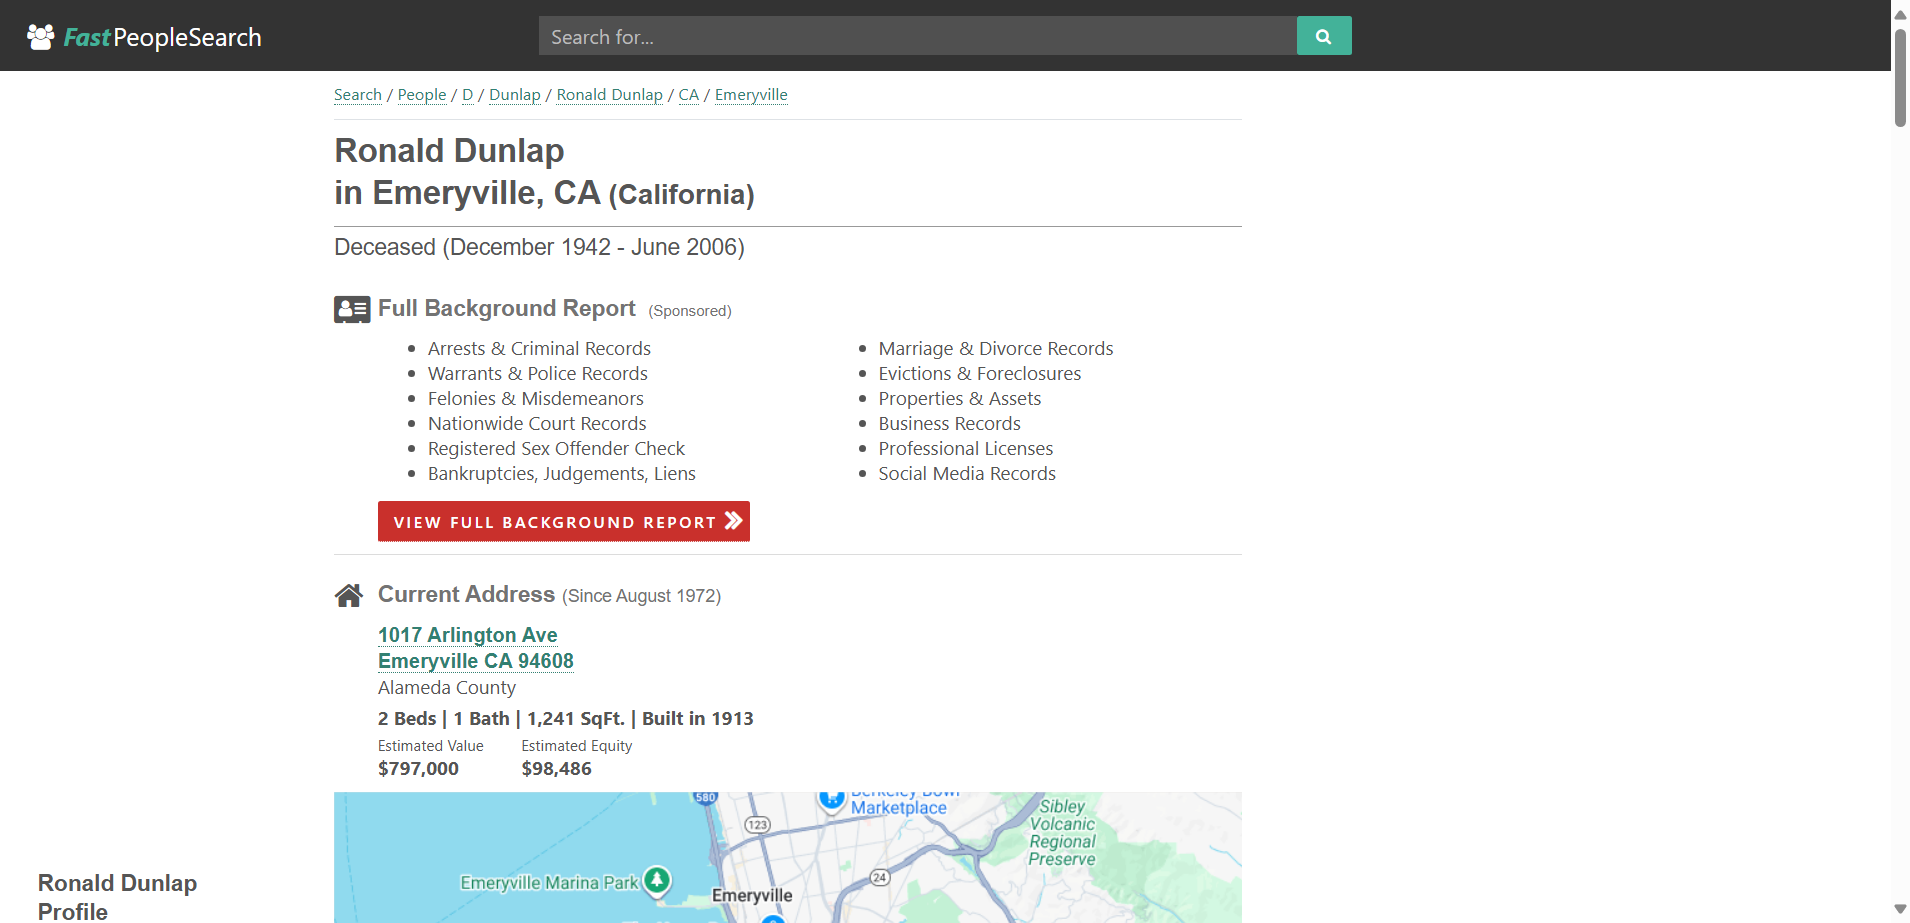 FastPeopleSearch
Search for...
Search / People / D / Dunlap / Ronald Dunlap / CA / Emeryville
Ronald Dunlap
in Emeryville, CA (California)
Deceased (December 1942 - June 2006)
Full Background Report (Sponsored)
Arrests & Criminal Records
Warrants & Police Records
Felonies & Misdemeanors
Nationwide Court Records
Registered Sex Offender Check
Bankruptcies, Judgements, Liens
Marriage & Divorce Records
Evictions & Foreclosures
Properties & Assets
Business Records
Professional Licenses
Social Media Records
VIEW FULL BACKGROUND REPORT
Current Address (Since August 1972)
1017 Arlington Ave
Emeryville CA 94608
Alameda County
2 Beds | 1 Bath | 1,241 SqFt. | Built in 1913
Estimated Value Estimated Equity
$797,000 $98,486
580
Berkeley Bowl
Marketplace
123
Sibley
Volcanic
Regional
Preserve
24
Emeryville Marina Park
Emeryville
Ronald Dunlap
Profile